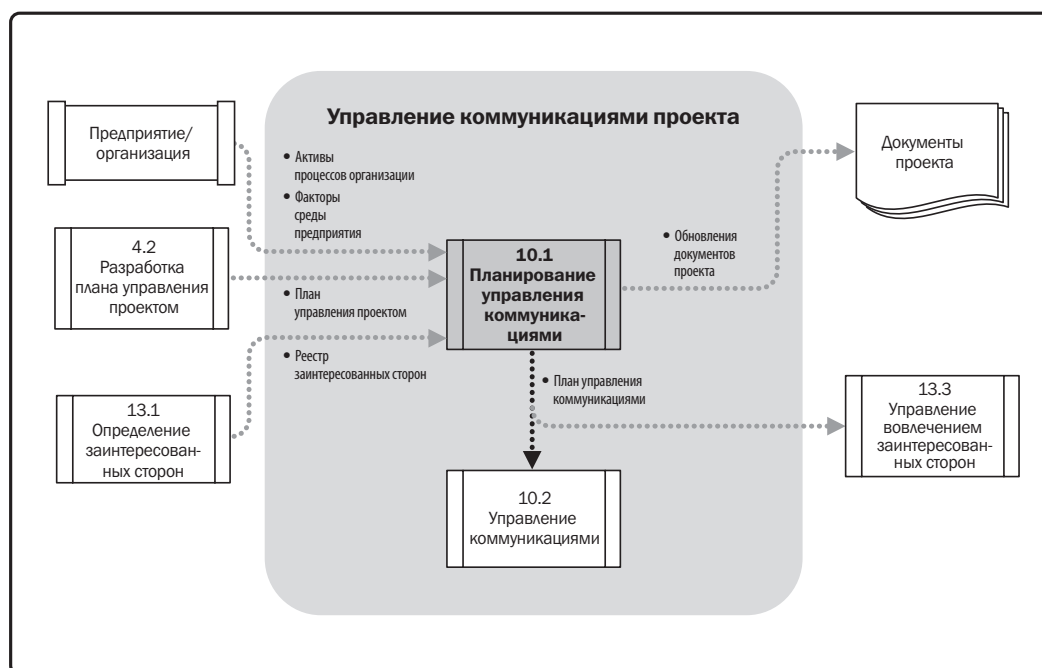 Управление коммуникациями проекта
Предприятие/
организация
• Активы
процессов организации
• Факторы
среды
предприятия
Документы
проекта
4.2
Разработка
плана управления
проектом
• План
управления проектом
10.1
Планирование
управления
коммуника-
циями
• Обновления
документов
проекта
• Реестр
заинтересованных сторон
13.1
Определение
заинтересован-
ных сторон
• План управления
коммуникациями
13.3
Управление
вовлечением
заинтересован-
ных сторон
10.2
Управление
коммуникациями